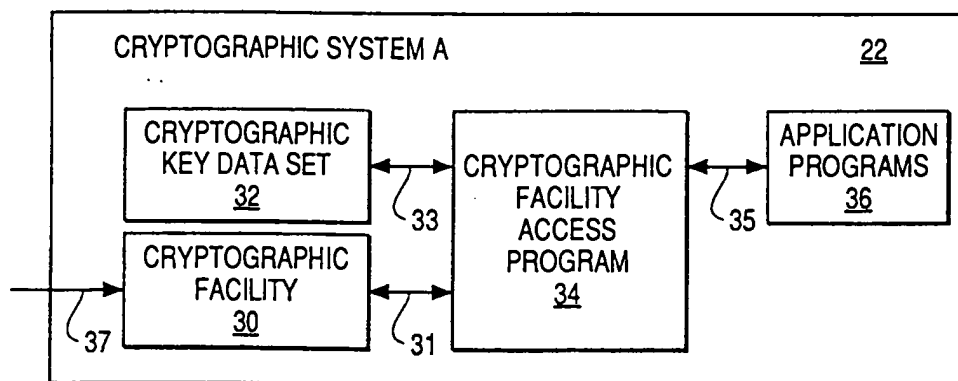 CRYPTOGRAPHIC SYSTEM A
22
CRYPTOGRAPHIC
KEY DATA SET
32
33
CRYPTOGRAPHIC
FACILITY
ACCESS
PROGRAM
34
35
APPLICATION
PROGRAMS
36
CRYPTOGRAPHIC
FACILITY
30
31
37